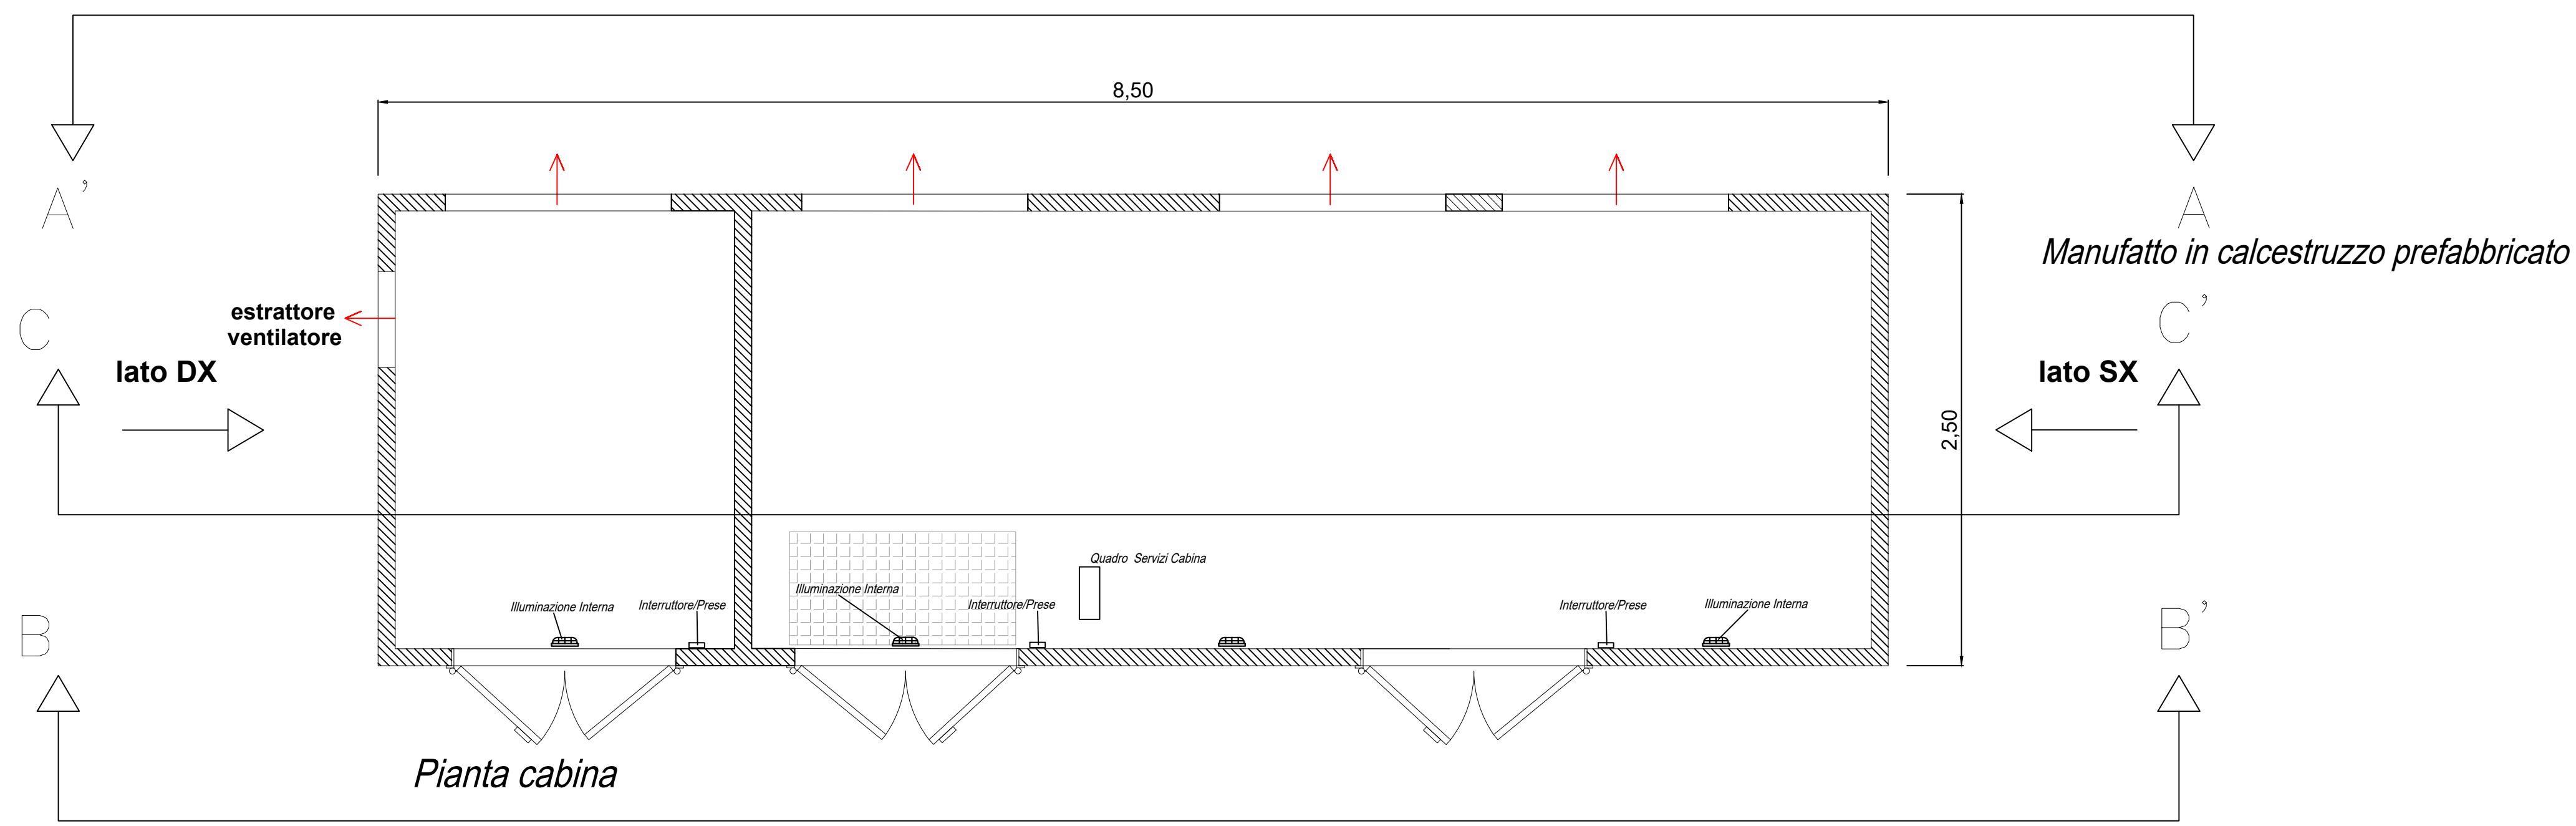 8,50
A’
A
Manufatto in calcestruzzo prefabbricato
C
estrattore
ventilatore
C’
lato DX
lato SX
2,50
Quadro Servizi Cabina
Illuminazione Interna
Interruttore/Prese
Illuminazione Interna
Interruttore/Prese
Interruttore/Prese
Illuminazione Interna
B
B’
Pianta cabina